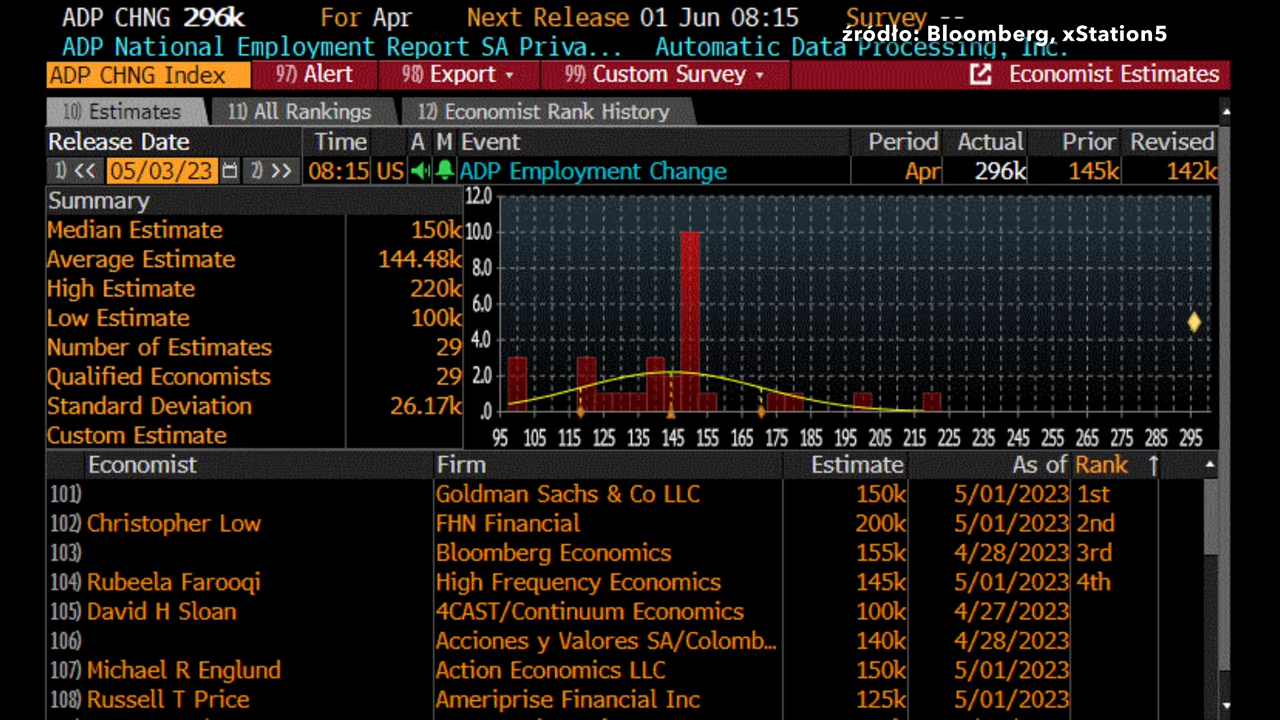 ADP CHNG 296k For Apr Next Release 01 Jun 08:15 Survey --
źródło: Bloomberg, xStation5
ADP National Employment Report SA Priva... Automatic Data Processing, Inc.
ADP CHNG Index 97) Alert 98) Export 99) Custom Survey Economist Estimates
10) Estimates 11) All Rankings 12) Economist Rank History
Release Date Time A M Event Period Actual Prior Revised
1) << 05/03/23 2) >> 08:15 US ADP Employment Change Apr 296k 145k 142k
Summary
Median Estimate 150k
Average Estimate 144.48k
High Estimate 220k
Low Estimate 100k
Number of Estimates 29
Qualified Economists 29
Standard Deviation 26.17k
Custom Estimate
12.0
10.0
8.0
6.0
4.0
2.0
.0
95 105 115 125 135 145 155 165 175 185 195 205 215 225 235 245 255 265 275 285 295
Economist Firm Estimate As of Rank ↑
101) Goldman Sachs & Co LLC 150k 5/01/2023 1st
102) Christopher Low FHN Financial 200k 5/01/2023 2nd
103) Bloomberg Economics 155k 4/28/2023 3rd
104) Rubeela Farooqi High Frequency Economics 145k 5/01/2023 4th
105) David H Sloan 4CAST/Continuum Economics 100k 4/27/2023
106) Acciones y Valores SA/Colomb... 140k 4/28/2023
107) Michael R Englund Action Economics LLC 150k 5/01/2023
108) Russell T Price Ameriprise Financial Inc 125k 5/01/2023